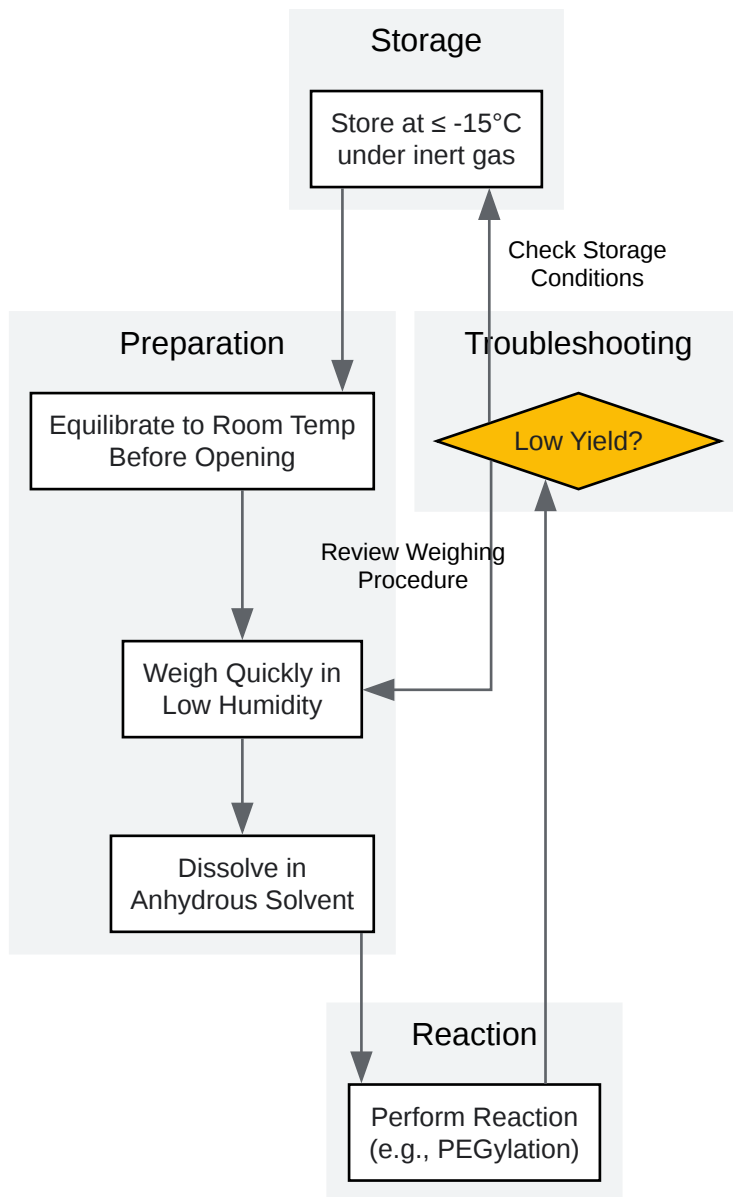 Storage
Store at ≤ -15°C
under inert gas
Check Storage
Conditions
Preparation
Troubleshooting
Equilibrate to Room Temp
Before Opening
Low Yield?
Review Weighing
Procedure
Weigh Quickly in
Low Humidity
Dissolve in
Anhydrous Solvent
Reaction
Perform Reaction
(e.g., PEGylation)